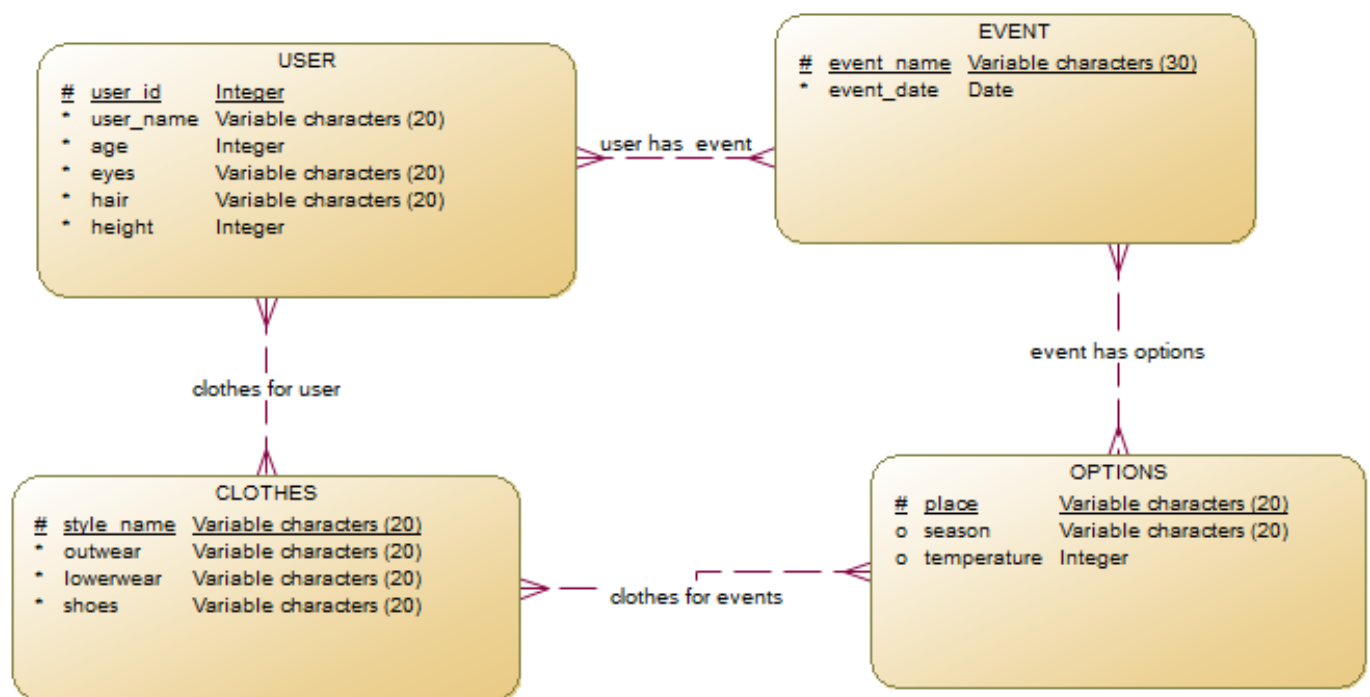 USER
# user_id Integer
* user_name Variable characters (20)
* age Integer
* eyes Variable characters (20)
* hair Variable characters (20)
* height Integer
user has event
EVENT
# event_name Variable characters (30)
* event_date Date
clothes for user
event has options
CLOTHES
# style_name Variable characters (20)
* outwear Variable characters (20)
* lowerwear Variable characters (20)
* shoes Variable characters (20)
clothes for events
OPTIONS
# place Variable characters (20)
o season Variable characters (20)
o temperature Integer